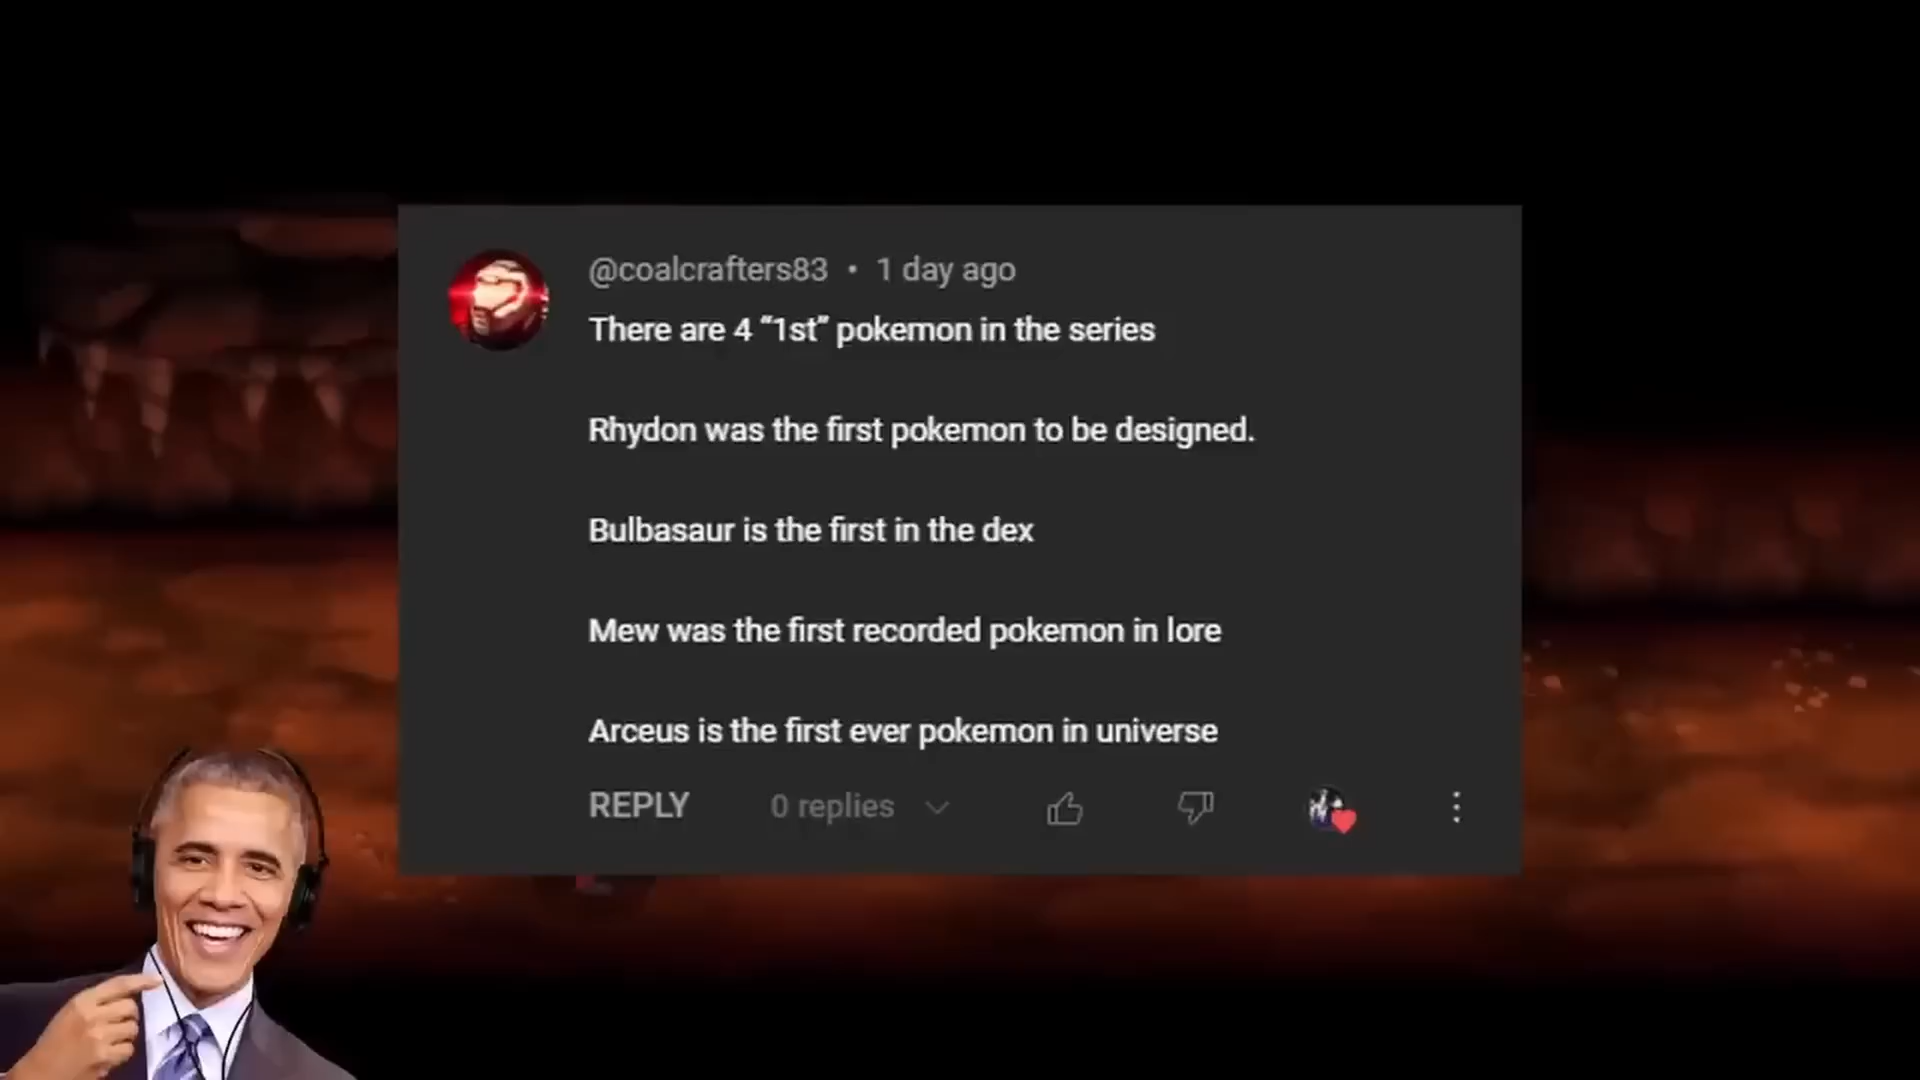 @coalcrafters83 • 1 day ago
There are 4 “1st” pokemon in the series
Rhydon was the first pokemon to be designed.
Bulbasaur is the first in the dex
Mew was the first recorded pokemon in lore
Arceus is the first ever pokemon in universe
REPLY 0 replies